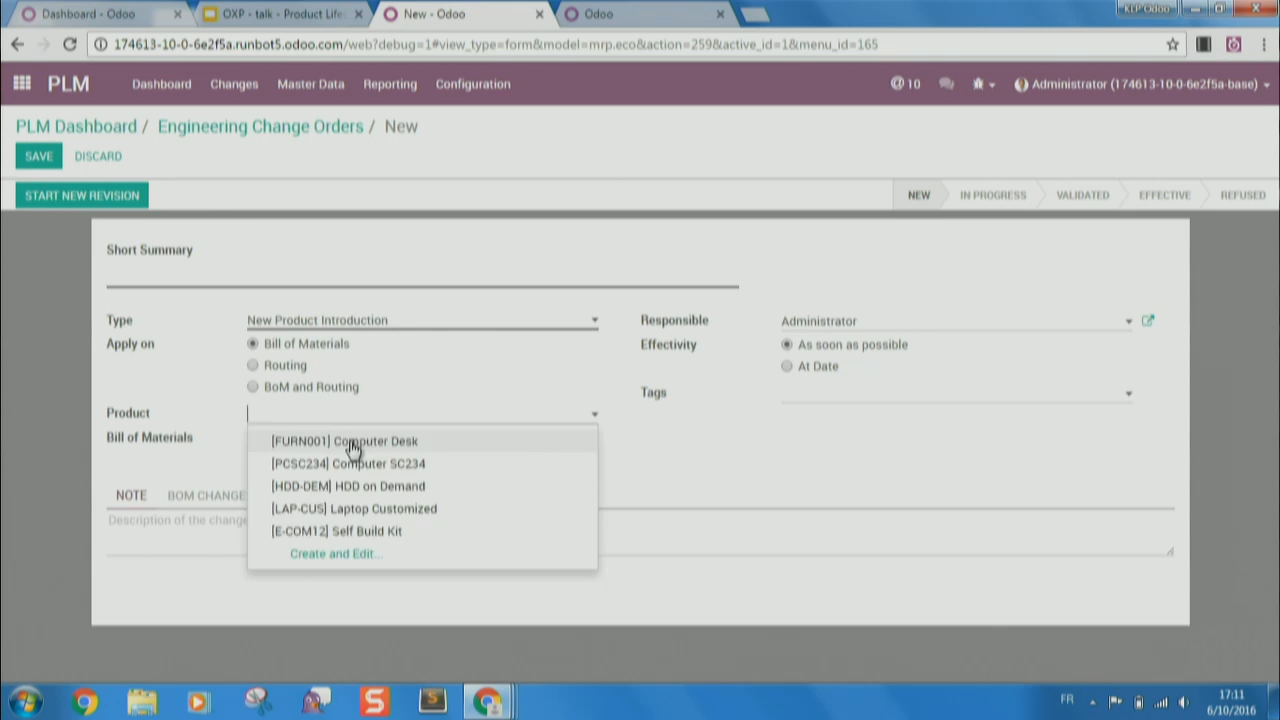 Dashboard - Odoo
OXP - talk - Product Life
New - Odoo
Odoo
KLP Odoo
174613-10-0-6e2f5a.runbot5.odoo.com/web?debug=1#view_type=form&model=mrp.eco&action=259&active_id=1&menu_id=165
PLM Dashboard Changes Master Data Reporting Configuration
@ 10 Administrator (174613-10-0-6e2f5a-base)
PLM Dashboard / Engineering Change Orders / New
SAVE DISCARD
START NEW REVISION
NEW IN PROGRESS VALIDATED EFFECTIVE REFUSED
Short Summary
Type New Product Introduction
Responsible Administrator
Apply on Bill of Materials
Effectivity As soon as possible
Routing
At Date
BoM and Routing
Tags
Product
Bill of Materials
[FURN001] Computer Desk
[PCSC234] Computer SC234
[HDD-DEM] HDD on Demand
[LAP-CUS] Laptop Customized
[E-COM12] Self Build Kit
Create and Edit...
NOTE BOM CHANGE
Description of the change
FR
17:11
6/10/2016